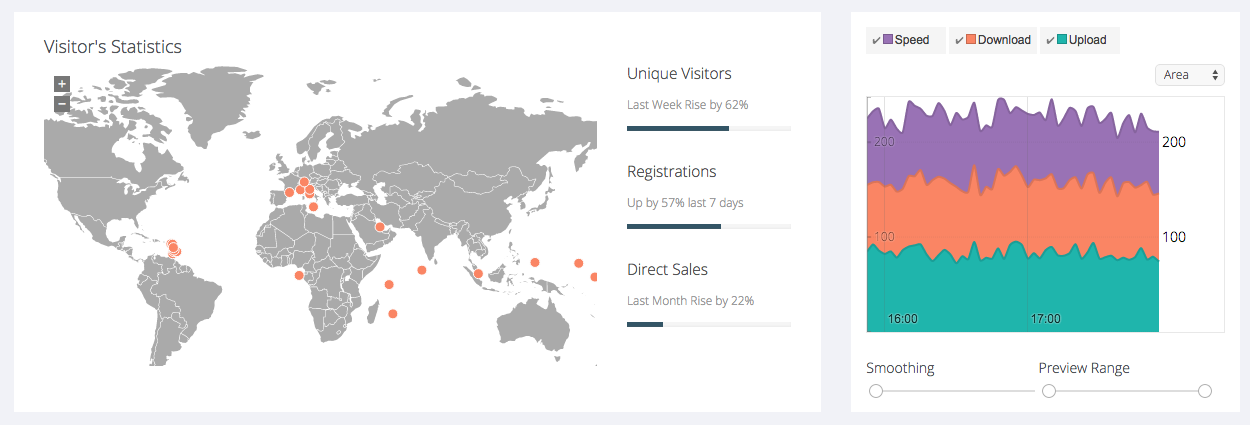 Visitor's Statistics
+
−
Unique Visitors
Last Week Rise by 62%
Registrations
Up by 57% last 7 days
Direct Sales
Last Month Rise by 22%
✔ Speed ✔ Download ✔ Upload
Area
200 200
100 100
16:00 17:00
Smoothing Preview Range